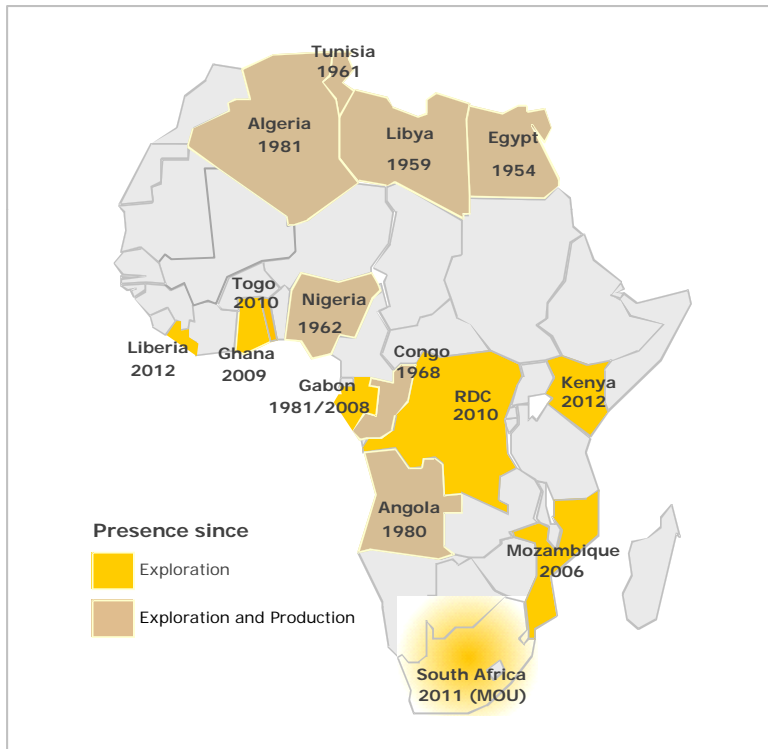 Tunisia
1961
Algeria
1981
Libya
1959
Egypt
1954
Togo
2010
Nigeria
1962
Liberia
2012
Ghana
2009
Congo
1968
Gabon
1981/2008
RDC
2010
Kenya
2012
Angola
1980
Mozambique
2006
Presence since
Exploration
Exploration and Production
South Africa
2011 (MOU)